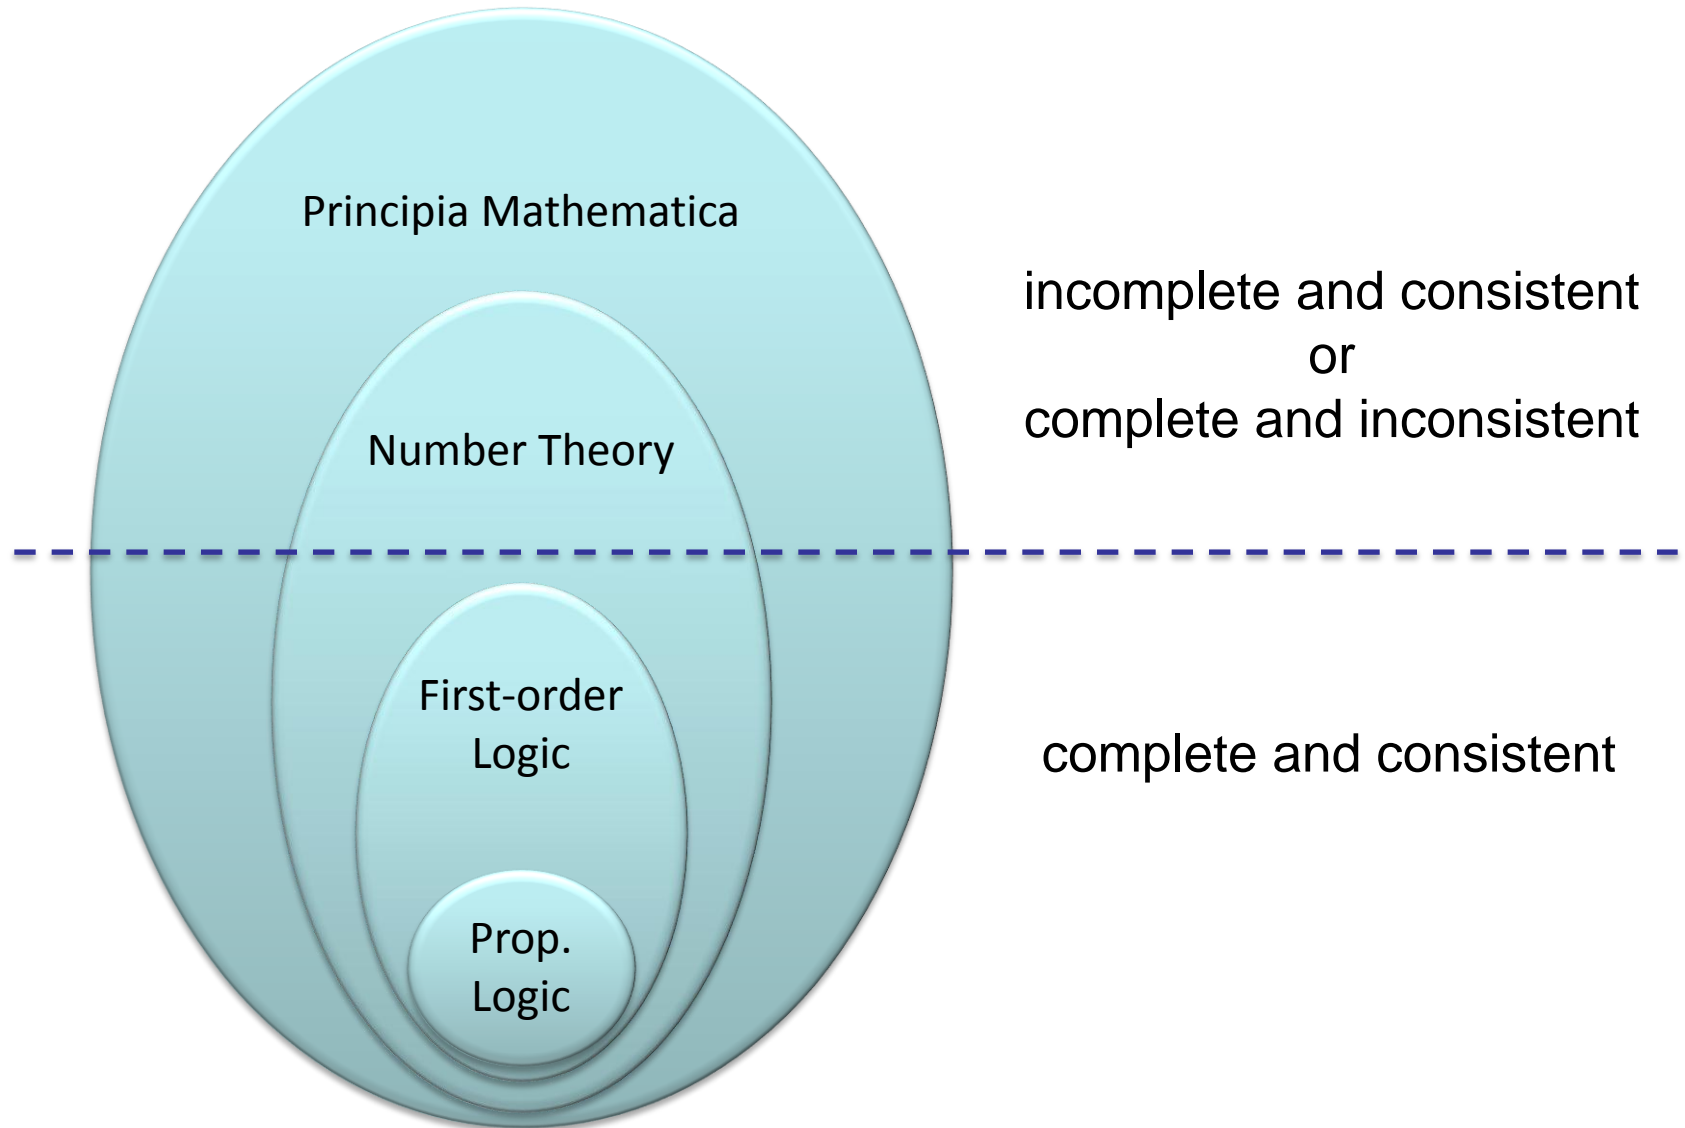 Principia Mathematica
incomplete and consistent
or
complete and inconsistent
Number Theory
First-order
Logic
complete and consistent
Prop.
Logic